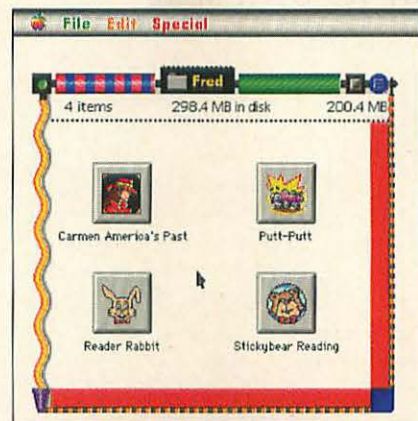 File Edit Special
Fred
4 items 298.4 MB in disk 200.4 MB
Carmen America's Past Putt-Putt
Reader Rabbit Stickybear Reading